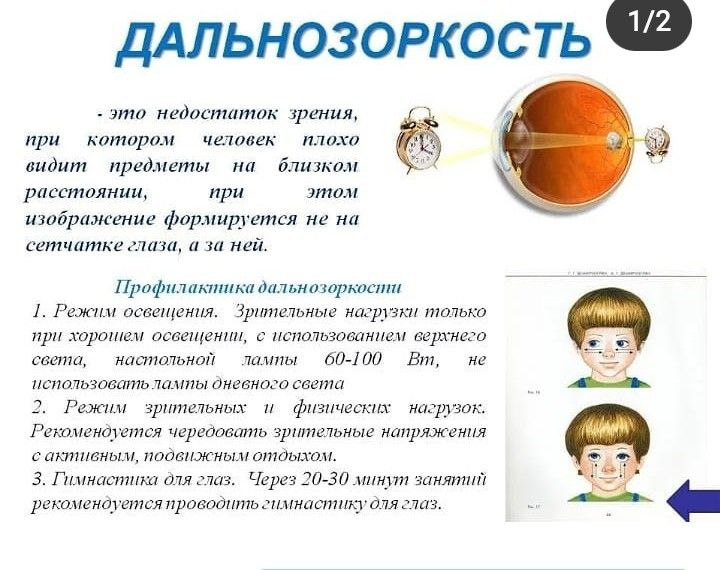 ДАЛЬНОЗОРКОСТЬ
1/2
- это недостаток зрения,
при котором человек плохо
видит предметы на близком
расстоянии, при этом
изображение формируется не на
сетчатке глаза, а за ней.
Профилактика дальнозоркости
1. Режим освещения. Зрительные нагрузки только
при хорошем освещении, с использованием верхнего
света, настольной лампы 60-100 Вт, не
использовать лампы дневного света
2. Режим зрительных и физических нагрузок.
Рекомендуется чередовать зрительные напряжения
с активным, подвижным отдыхом.
3. Гимнастика для глаз. Через 20-30 минут занятий
рекомендуется проводить гимнастику для глаз.